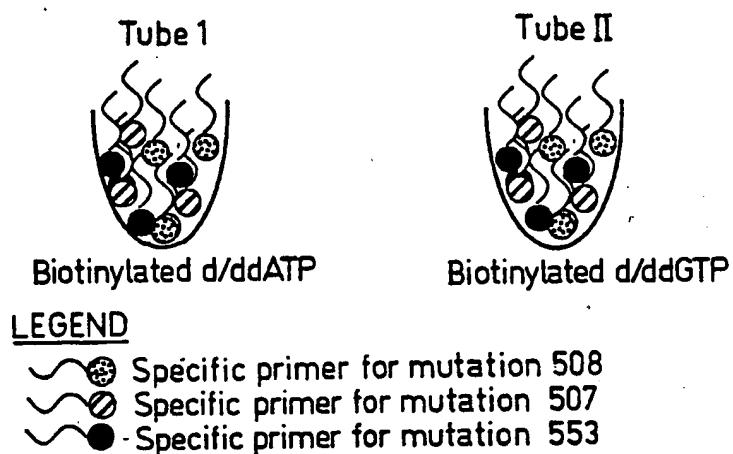 Tube 1
Tube II
Biotinylated d/ddATP
Biotinylated d/ddGTP
LEGEND
Specific primer for mutation 508
Specific primer for mutation 507
Specific primer for mutation 553